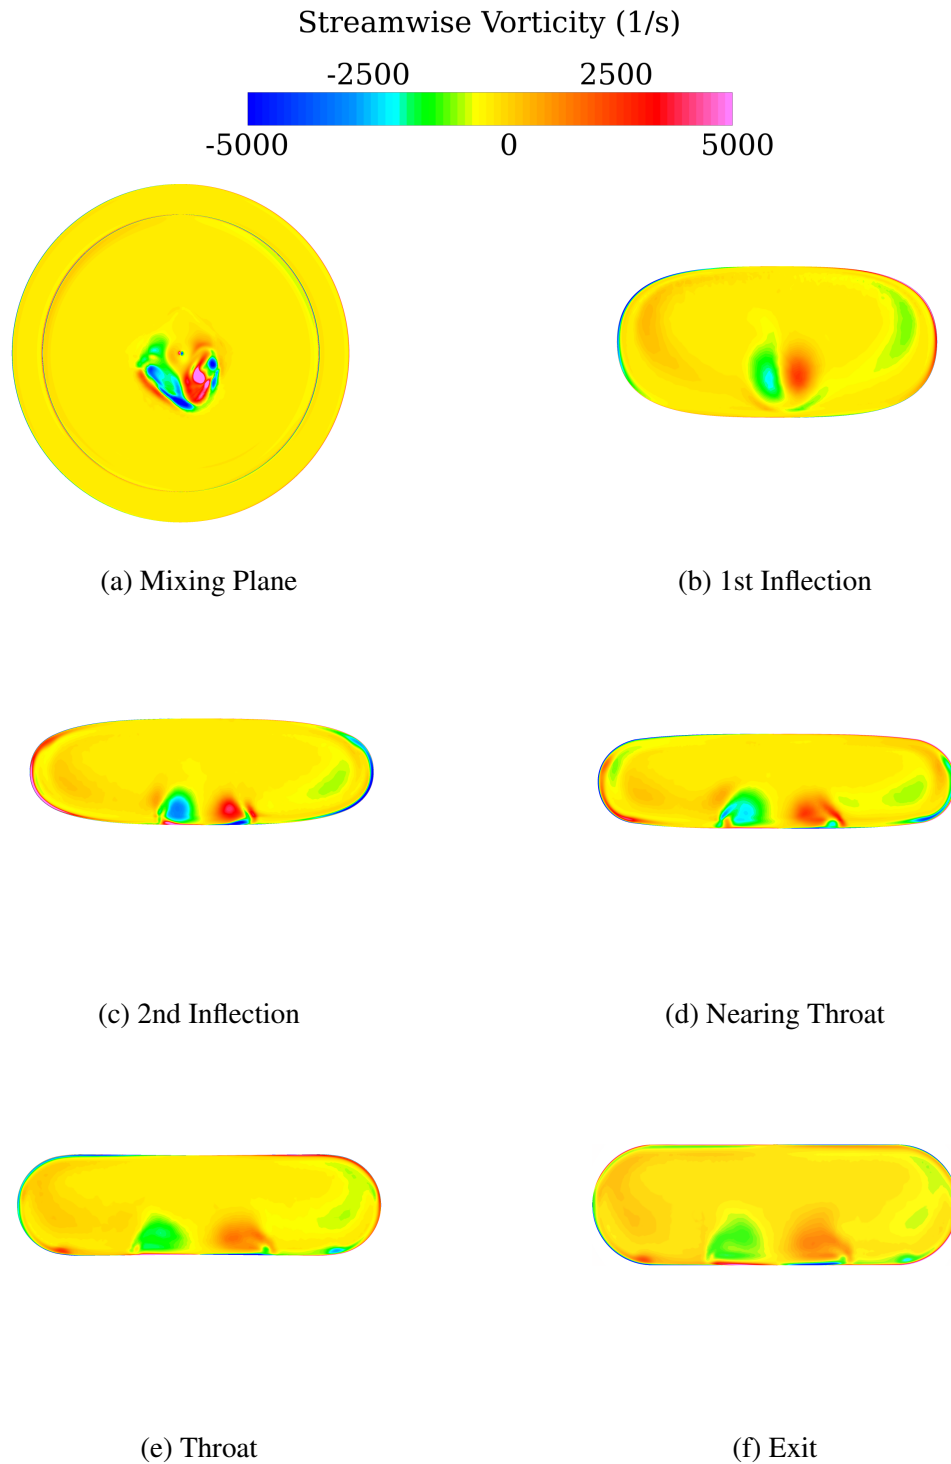 Streamwise Vorticity (1/s)
-2500 2500
-5000 0 5000
(a) Mixing Plane
(b) 1st Inflection
(c) 2nd Inflection
(d) Nearing Throat
(e) Throat
(f) Exit